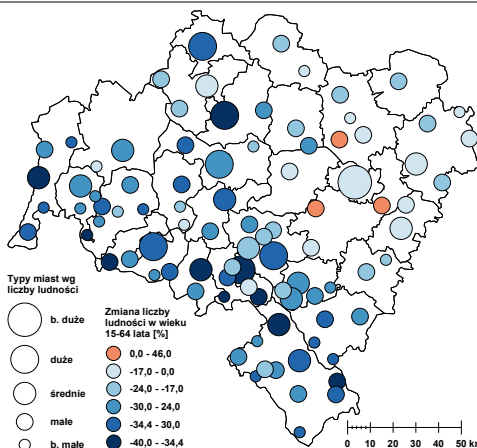 Typy miast wg
liczby ludności
b. duże
duże
średnie
małe
b. małe
Zmiana liczby
ludności w wieku
15-64 lata [%]
0,0 - 46,0
-17,0 - 0,0
-24,0 - -17,0
-30,0 - 24,0
-34,4 - 30,0
-40,0 - -34,4
0 10 20 30 40 50 km